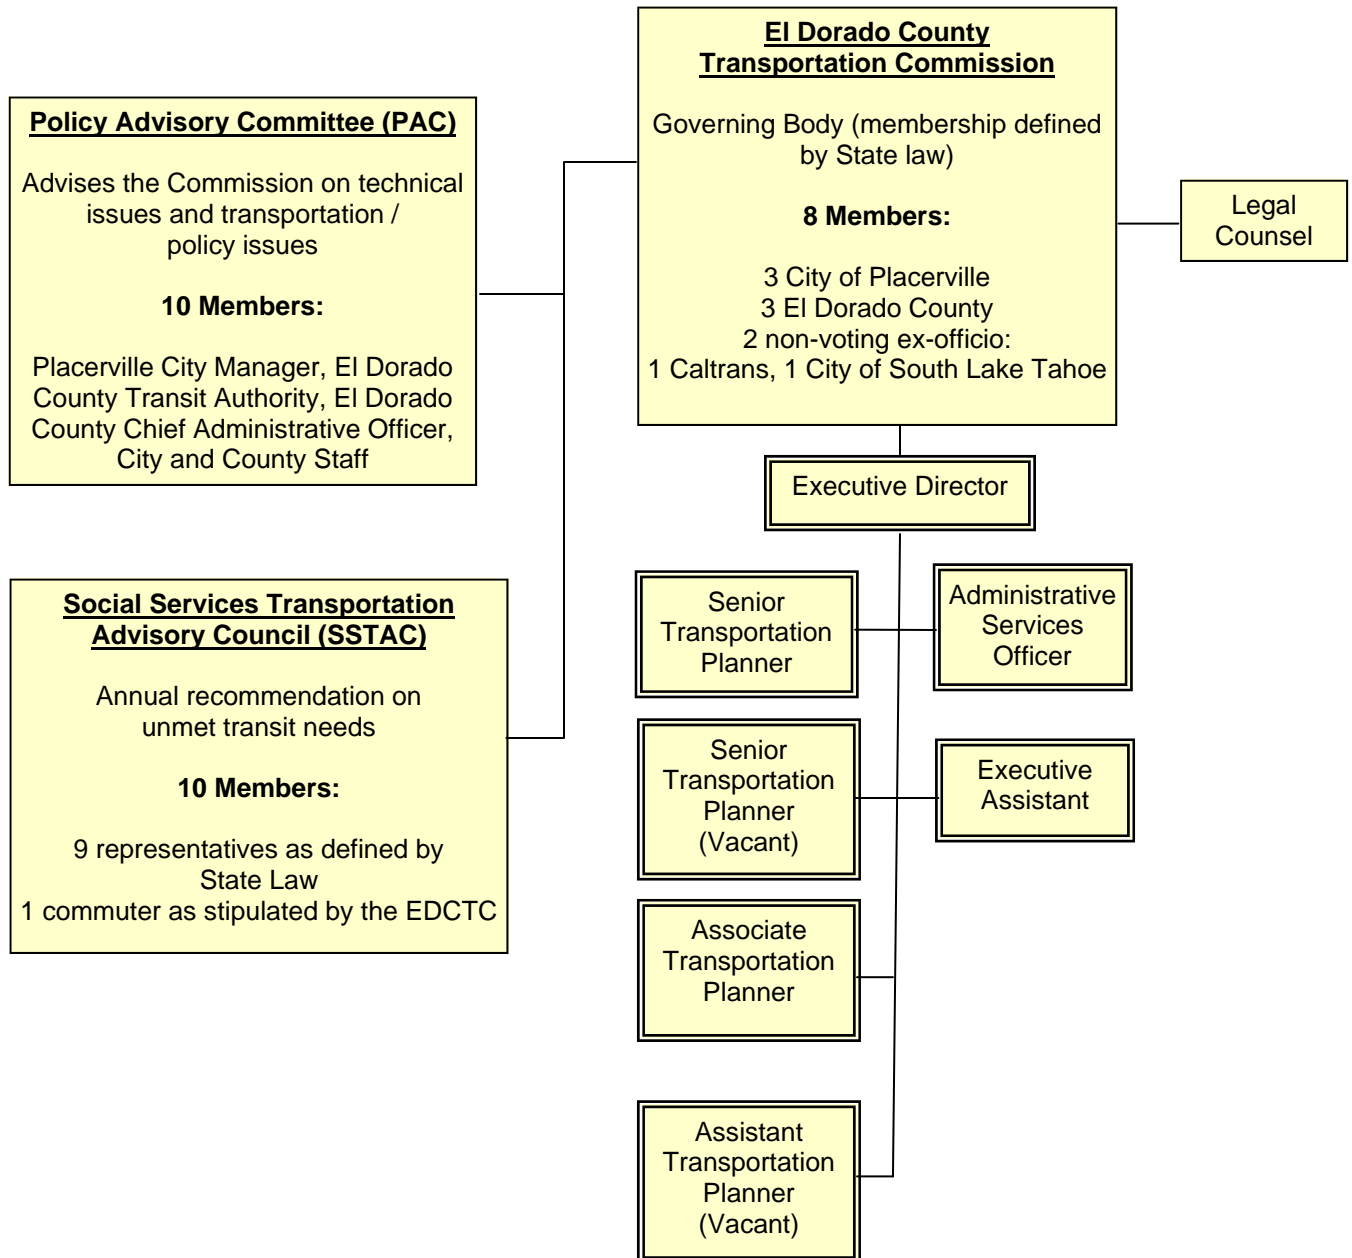 El Dorado County
Transportation Commission
Governing Body (membership defined
by State law)
8 Members:
3 City of Placerville
3 El Dorado County
2 non-voting ex-officio:
1 Caltrans, 1 City of South Lake Tahoe
Policy Advisory Committee (PAC)
Advises the Commission on technical
issues and transportation /
policy issues
10 Members:
Placerville City Manager, El Dorado
County Transit Authority, El Dorado
County Chief Administrative Officer,
City and County Staff
Legal
Counsel
Executive Director
Social Services Transportation
Advisory Council (SSTAC)
Annual recommendation on
unmet transit needs
10 Members:
9 representatives as defined by
State Law
1 commuter as stipulated by the EDCTC
Senior
Transportation
Planner
Administrative
Services
Officer
Senior
Transportation
Planner
(Vacant)
Executive
Assistant
Associate
Transportation
Planner
Assistant
Transportation
Planner
(Vacant)